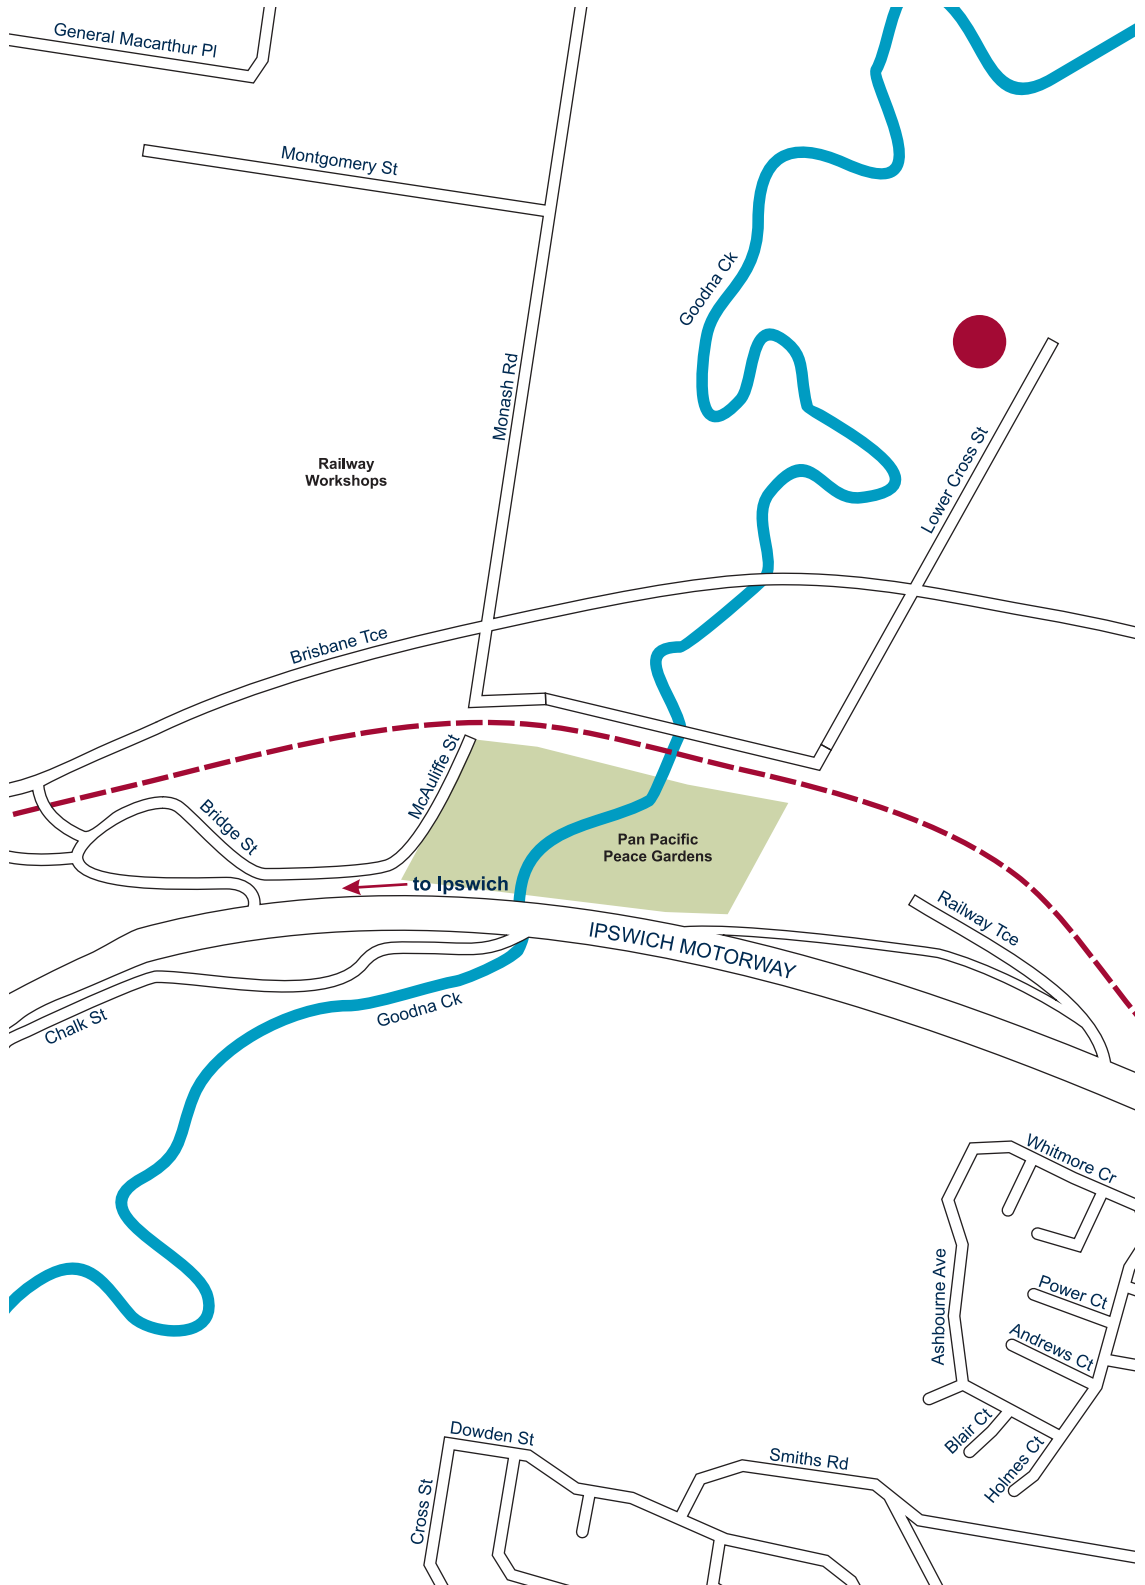 General Macarthur Pl
Montgomery St
Goodna Ck
Monash Rd
Lower Cross St
Railway
Workshops
Brisbane Tce
McAuliffe St
Bridge St
Pan Pacific
Peace Gardens
to Ipswich
Railway Tce
IPSWICH MOTORWAY
Goodna Ck
Chalk St
Whitmore Cr
Ashbourne Ave
Power Ct
Andrews Ct
Blair Ct
Holmes Ct
Dowden St
Smiths Rd
Cross St